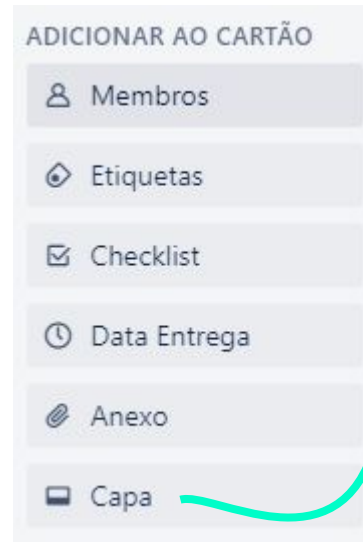 ADICIONAR AO CARTÃO
Membros
Etiquetas
Checklist
Data Entrega
Anexo
Capa